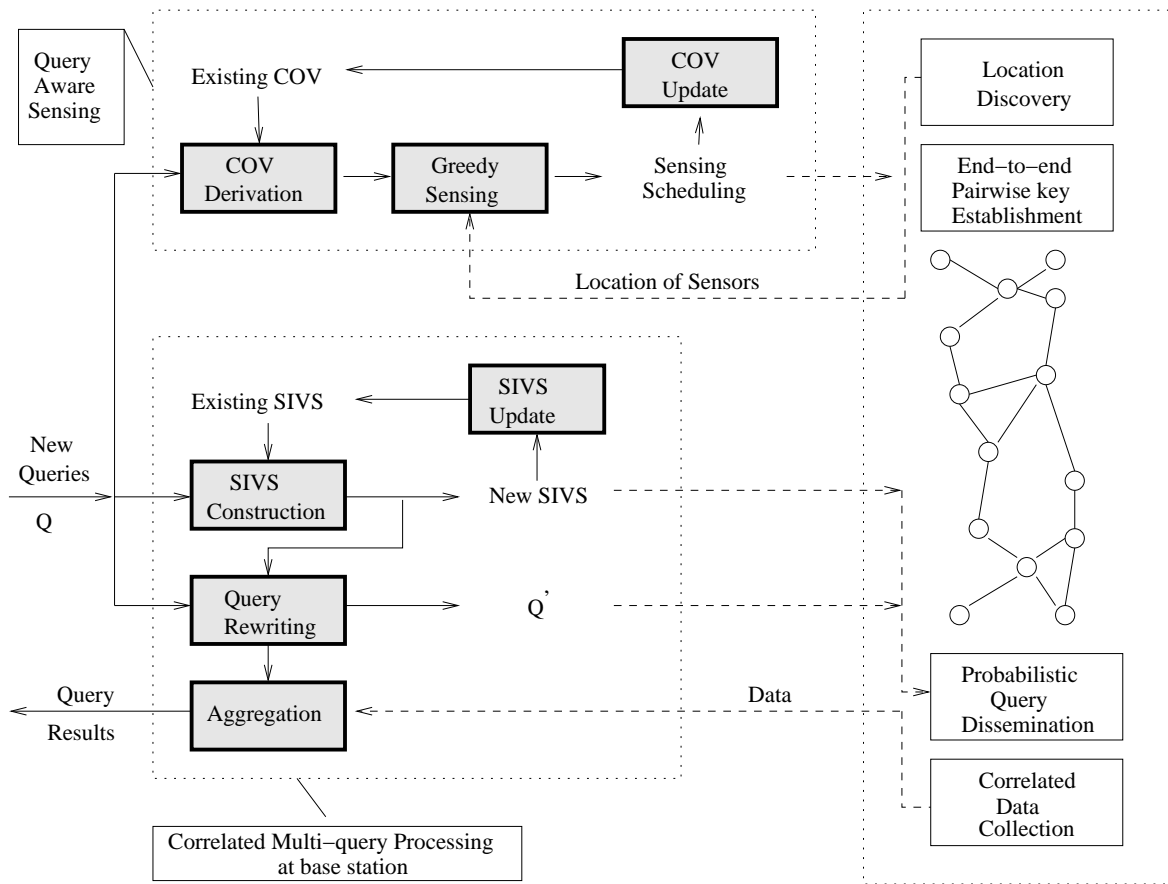 Query
Aware
Sensing
Existing COV
COV
Update
COV
Derivation
Greedy
Sensing
Sensing
Scheduling
Location of Sensors
Location
Discovery
End−to−end
Pairwise key
Establishment
New
Queries
Q
Existing SIVS
SIVS
Update
SIVS
Construction
New SIVS
Query
Rewriting
Q’
Query
Results
Aggregation
Data
Probabilistic
Query
Dissemination
Correlated
Data
Collection
Correlated Multi−query Processing
at base station